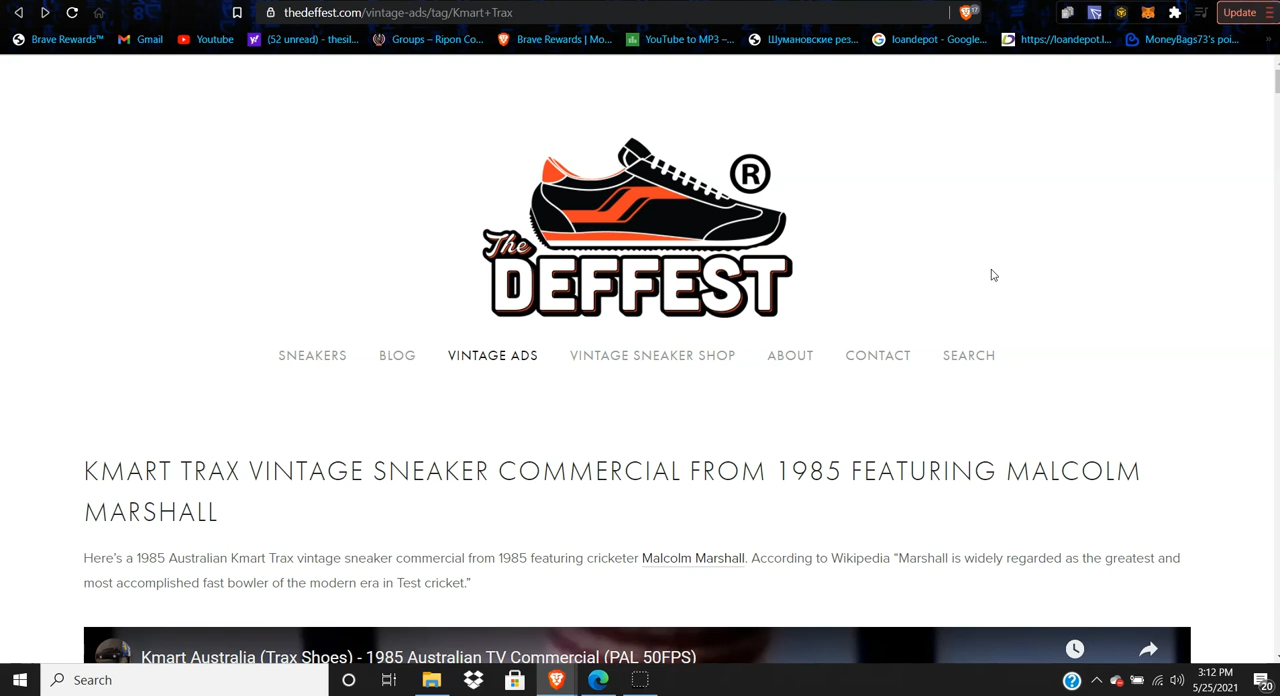 thedeffest.com/vintage-ads/tag/Kmart+Trax
17
Update
Brave Rewards™ Gmail Youtube (52 unread) - thesil... Groups – Ripon Co... Brave Rewards | Mo... YouTube to MP3 –... Шумановские рез... loandepot - Google... https://loandepot.l... MoneyBags73's poi... »
®
The
DEFFEST
SNEAKERS BLOG VINTAGE ADS VINTAGE SNEAKER SHOP ABOUT CONTACT SEARCH
KMART TRAX VINTAGE SNEAKER COMMERCIAL FROM 1985 FEATURING MALCOLM
MARSHALL
Here's a 1985 Australian Kmart Trax vintage sneaker commercial from 1985 featuring cricketer Malcolm Marshall. According to Wikipedia “Marshall is widely regarded as the greatest and
most accomplished fast bowler of the modern era in Test cricket.”
Kmart Australia (Trax Shoes) - 1985 Australian TV Commercial (PAL 50FPS)
Search
3:12 PM
5/25/2021
20